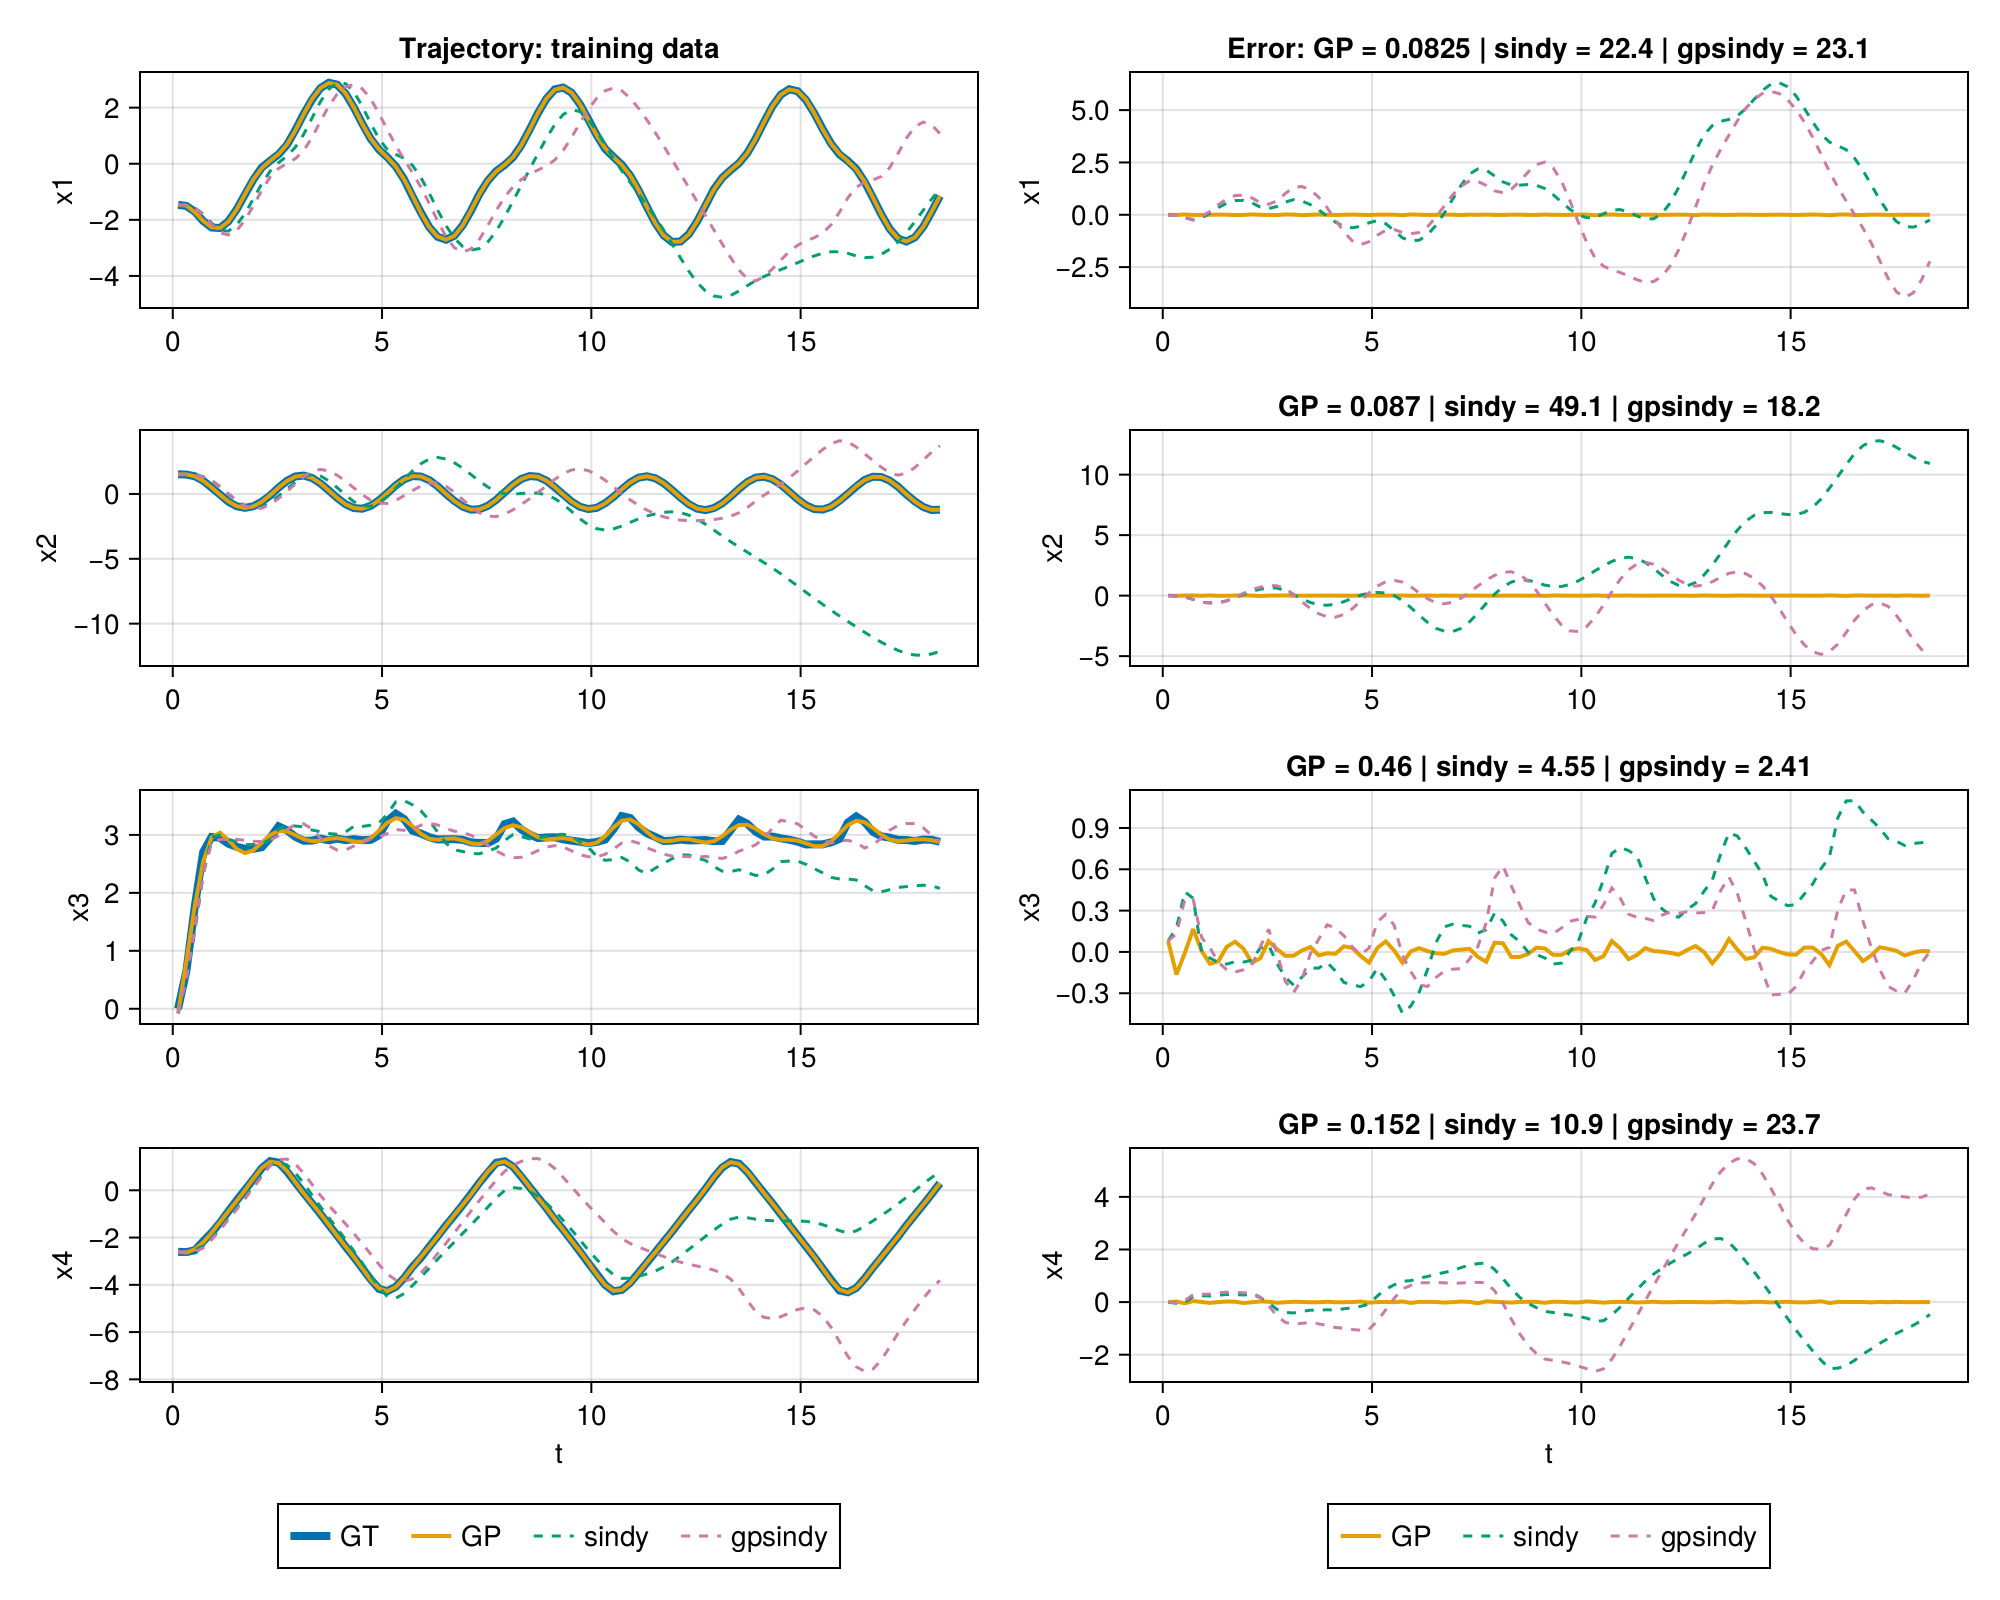 Trajectory: training data
Error: GP = 0.0825 | sindy = 22.4 | gpsindy = 23.1
x1
2
0
−2
−4
0 5 10 15
x1
5.0
2.5
0.0
−2.5
0 5 10 15
GP = 0.087 | sindy = 49.1 | gpsindy = 18.2
x2
0
−5
−10
0 5 10 15
x2
10
5
0
−5
0 5 10 15
GP = 0.46 | sindy = 4.55 | gpsindy = 2.41
x3
3
2
1
0
0 5 10 15
x3
0.9
0.6
0.3
0.0
−0.3
0 5 10 15
GP = 0.152 | sindy = 10.9 | gpsindy = 23.7
x4
0
−2
−4
−6
−8
0 5 10 15
t
x4
4
2
0
−2
0 5 10 15
t
GT GP sindy gpsindy
GP sindy gpsindy